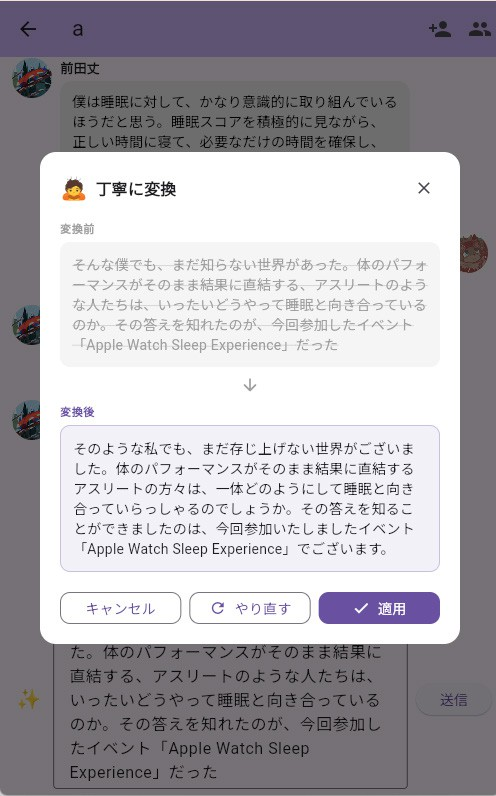 a
前田丈
僕は睡眠に対して、かなり意識的に取り組んでいる
ほうだと思う。睡眠スコアを積極的に見ながら、
正しい時間に寝て、必要なだけの時間を確保し、
丁寧に変換
変換前
そんな僕でも、まだ知らない世界があった。体のパフォ
ーマンスがそのまま結果に直結する、アスリートのよう
な人たちは、いったいどうやって睡眠と向き合っている
のか。その答えを知れたのが、今回参加したイベント
「Apple Watch Sleep Experience」だった
変換後
そのような私でも、まだ存じ上げない世界がございま
した。体のパフォーマンスがそのまま結果に直結する
アスリートの方々は、一体どのようにして睡眠と向き
合っていらっしゃるのでしょうか。その答えを知るこ
とができましたのは、今回参加いたしましたイベント
「Apple Watch Sleep Experience」でございます。
キャンセル
やり直す
適用
た。体のパフォーマンスがそのまま結果に
直結する、アスリートのような人たちは、
いったいどうやって睡眠と向き合っている
のか。その答えを知れたのが、今回参加し
たイベント「Apple Watch Sleep
Experience」だった
送信